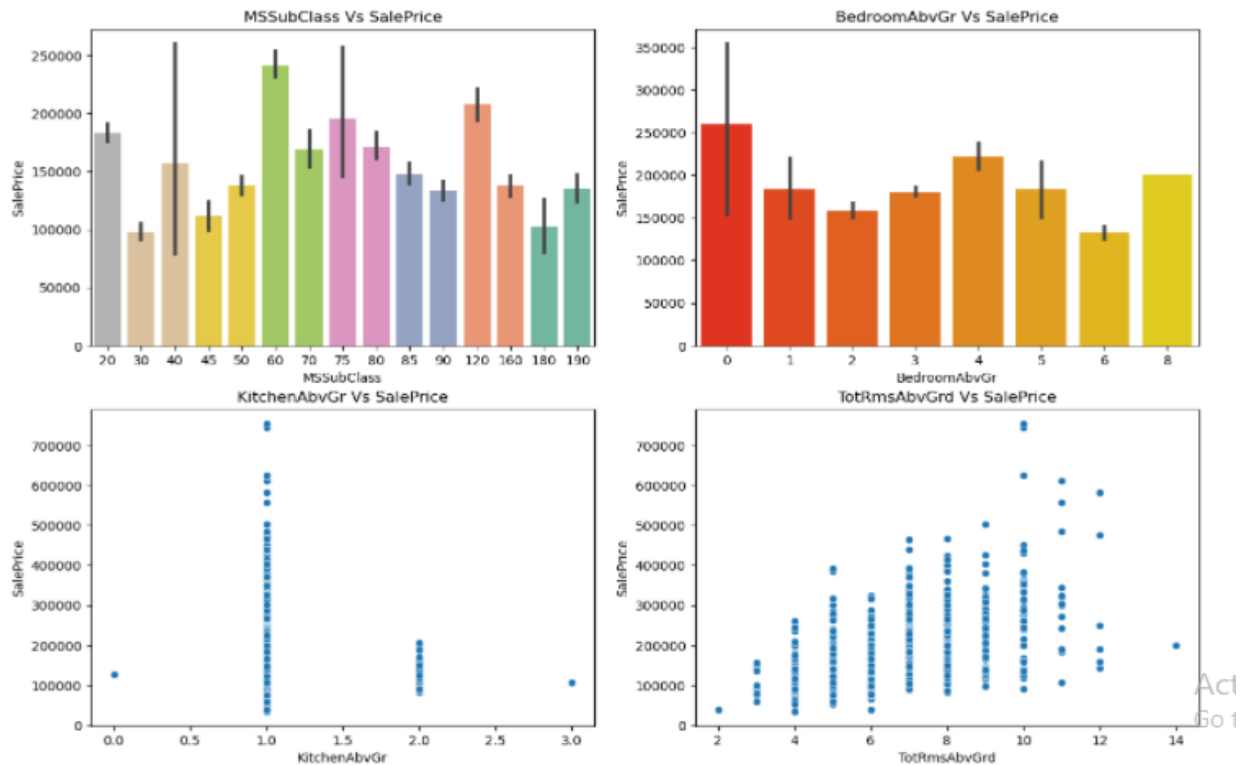 MSSubClass Vs SalePrice
SalePrice
250000
200000
150000
100000
50000
0
20 30 40 45 50 60 70 75 80 85 90 120 160 180 190
MSSubClass
BedroomAbvGr Vs SalePrice
SalePrice
350000
300000
250000
200000
150000
100000
50000
0
0 1 2 3 4 5 6 8
BedroomAbvGr
KitchenAbvGr Vs SalePrice
SalePrice
700000
600000
500000
400000
300000
200000
100000
0
0.0 0.5 1.0 1.5 2.0 2.5 3.0
KitchenAbvGr
TotRmsAbvGrd Vs SalePrice
SalePrice
700000
600000
500000
400000
300000
200000
100000
0
2 4 6 8 10 12 14
TotRmsAbvGrd
Act
Go t